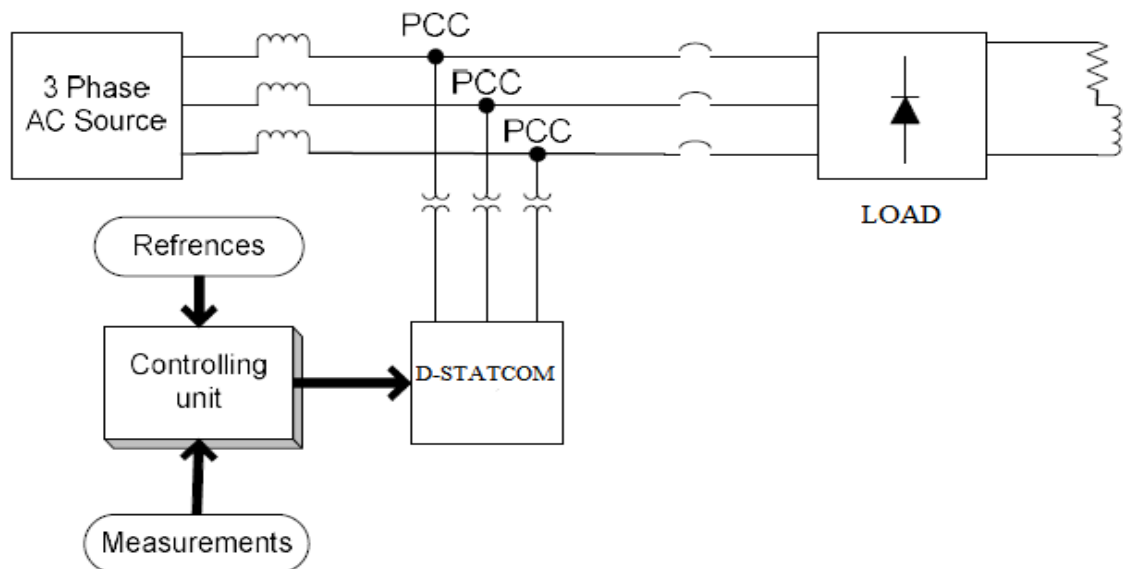 PCC
3 Phase
AC Source
PCC
PCC
LOAD
Refrences
Controlling
unit
D-STATCOM
Measurements